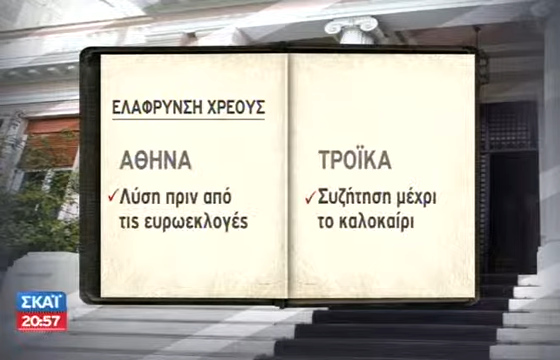 ΕΛΑΦΡΥΝΣΗ ΧΡΕΟΥΣ
ΑΘΗΝΑ
Λύση πριν από
τις ευρωεκλογές
ΤΡΟΪΚΑ
Συζήτηση μέχρι
το καλοκαίρι
ΣΚΑΪ
20:57